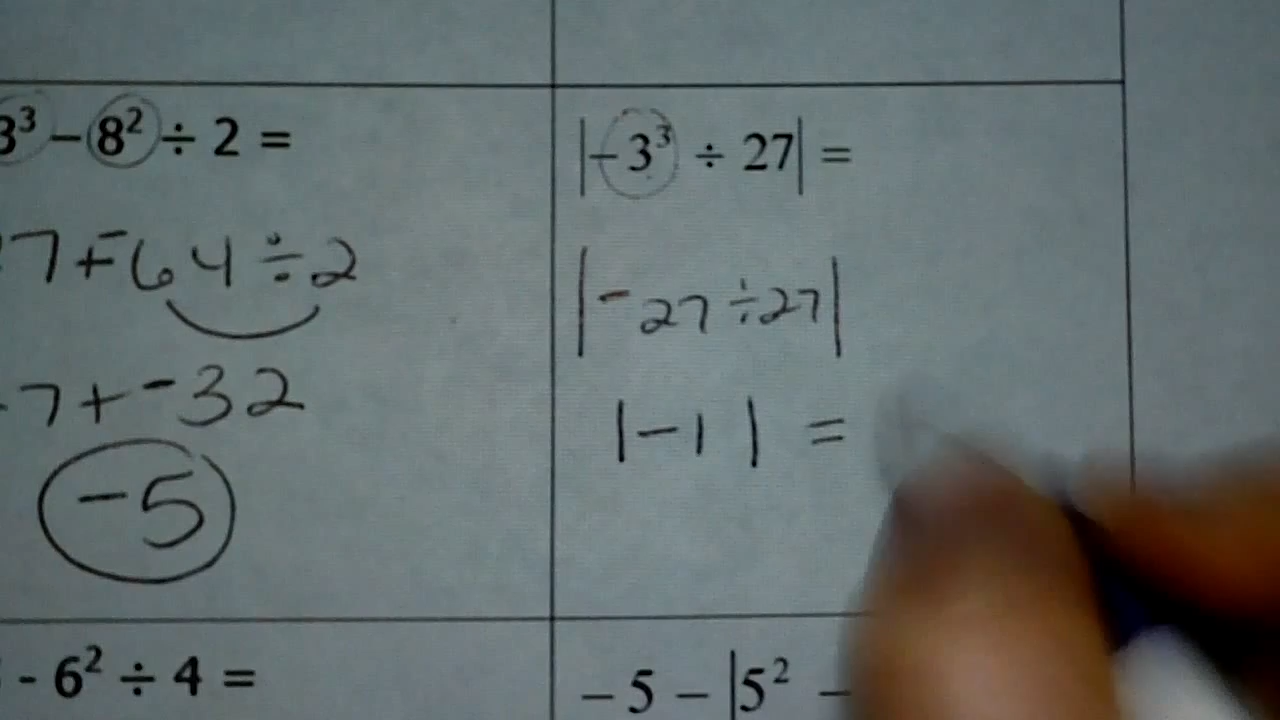 3³ − 8² ÷ 2 =
7 + ⁻64 ÷ 2
7 + ⁻32
−5
- 6² ÷ 4 =
|−3³ ÷ 27| =
|⁻27 ÷ 27|
|−1| =
− 5 − |5² −